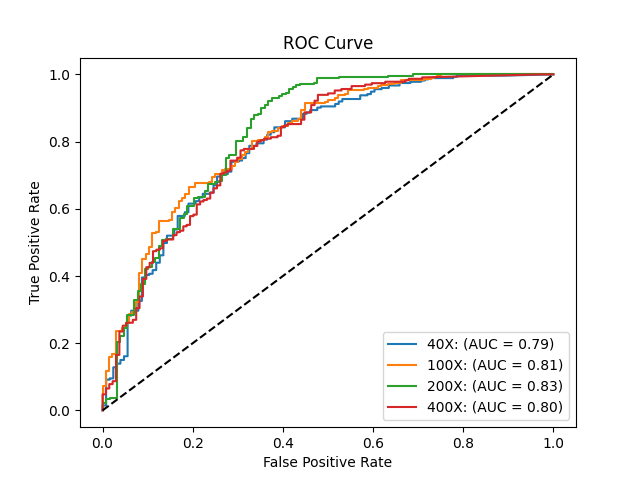 ROC Curve
True Positive Rate
1.0
0.8
0.6
0.4
0.2
0.0
40X: (AUC = 0.79)
100X: (AUC = 0.81)
200X: (AUC = 0.83)
400X: (AUC = 0.80)
0.0 0.2 0.4 0.6 0.8 1.0
False Positive Rate